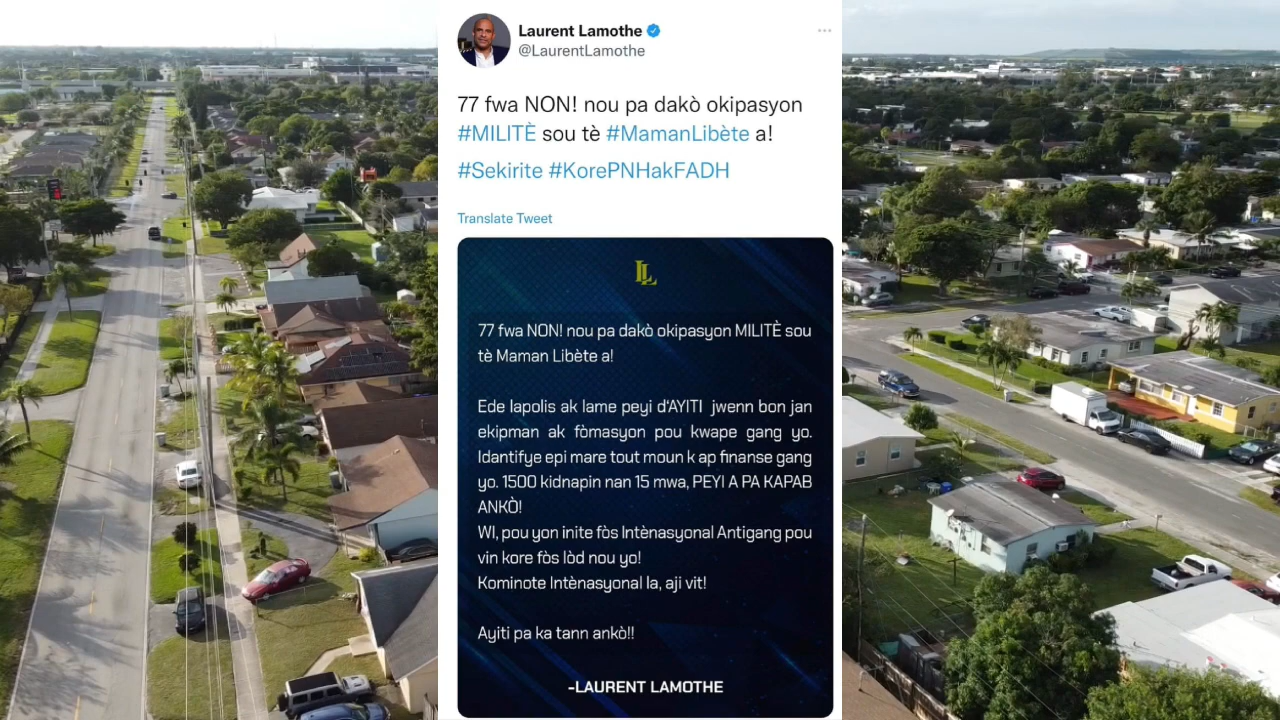 Laurent Lamothe
@LaurentLamothe
77 fwa NON! nou pa dakò okipasyon
#MILITÈ sou tè #MamanLibète a!
#Sekirite #KorePNHakFADH
Translate Tweet
LL
77 fwa NON! nou pa dakò okipasyon MILITÈ sou
tè Maman Libète a!
Ede lapolis ak lame peyi d'AYITI jwenn bon jan
ekipman ak fòmasyon pou kwape gang yo.
Idantifye epi mare tout moun k ap finanse gang
yo. 1500 kidnapin nan 15 mwa, PEYI A PA KAPAB
ANKÒ!
WI, pou yon inite fòs Intènasyonal Antigang pou
vin kore fòs lòd nou yo!
Kominote Intènasyonal la, aji vit!
Ayiti pa ka tann ankò!!
-LAURENT LAMOTHE